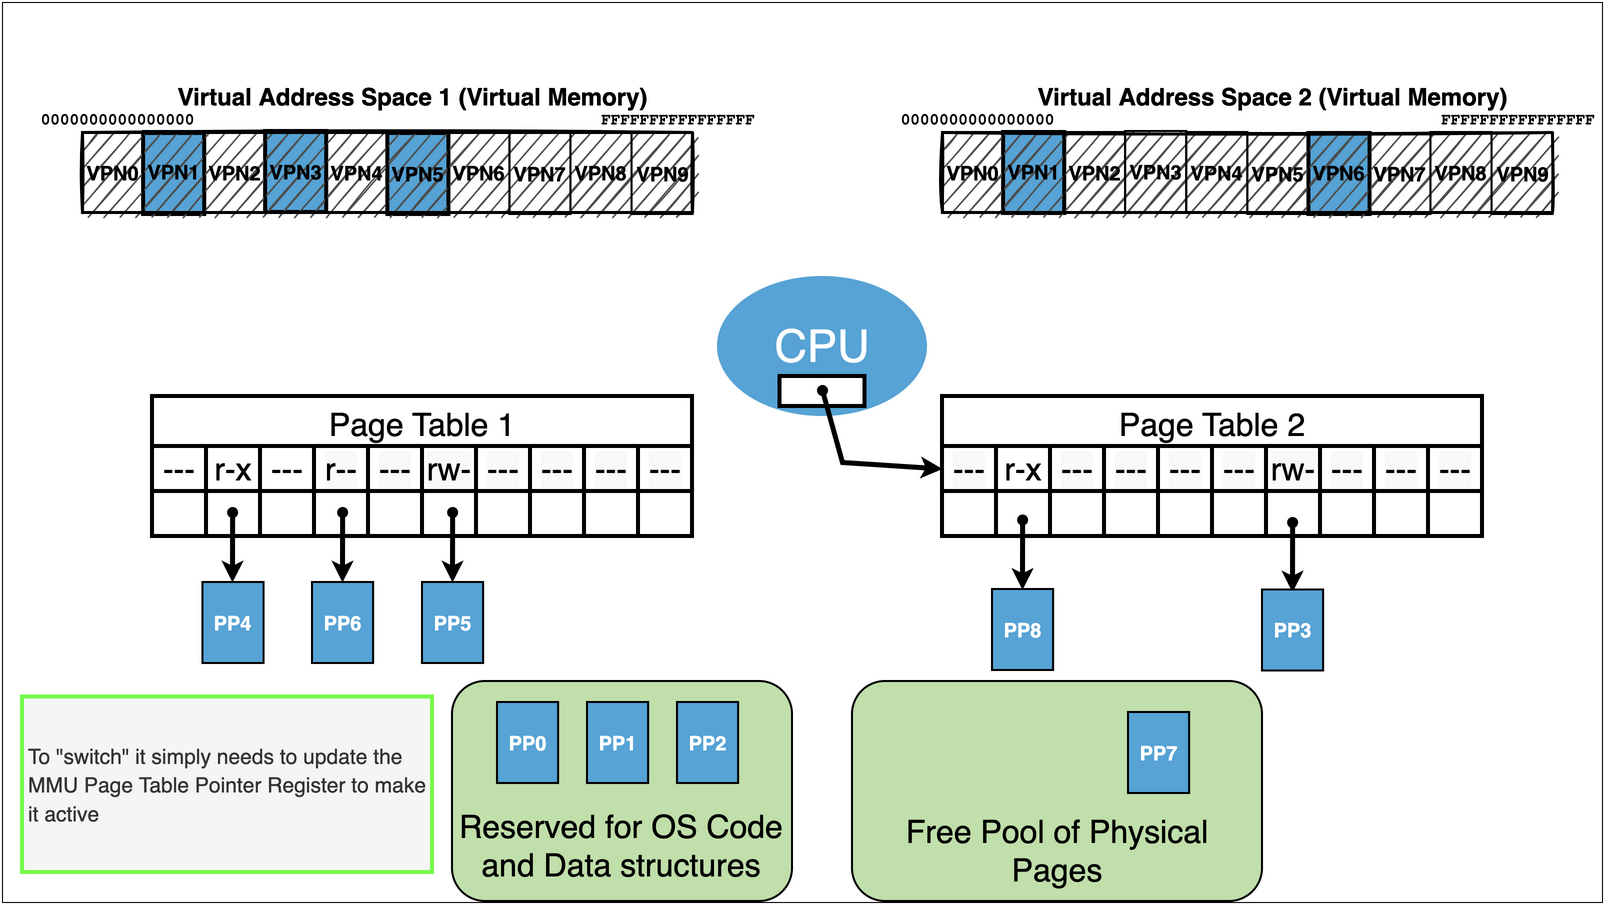 Virtual Address Space 1 (Virtual Memory)
0000000000000000 FFFFFFFFFFFFFFFF
VPN0 VPN1 VPN2 VPN3 VPN4 VPN5 VPN6 VPN7 VPN8 VPN9
Virtual Address Space 2 (Virtual Memory)
0000000000000000 FFFFFFFFFFFFFFFF
VPN0 VPN1 VPN2 VPN3 VPN4 VPN5 VPN6 VPN7 VPN8 VPN9
CPU
Page Table 1
--- r-x --- r-- --- rw- --- --- --- ---
PP4 PP6 PP5
Page Table 2
--- r-x --- --- --- --- rw- --- --- ---
PP8 PP3
To "switch" it simply needs to update the
MMU Page Table Pointer Register to make
it active
PP0 PP1 PP2
Reserved for OS Code
and Data structures
PP7
Free Pool of Physical
Pages